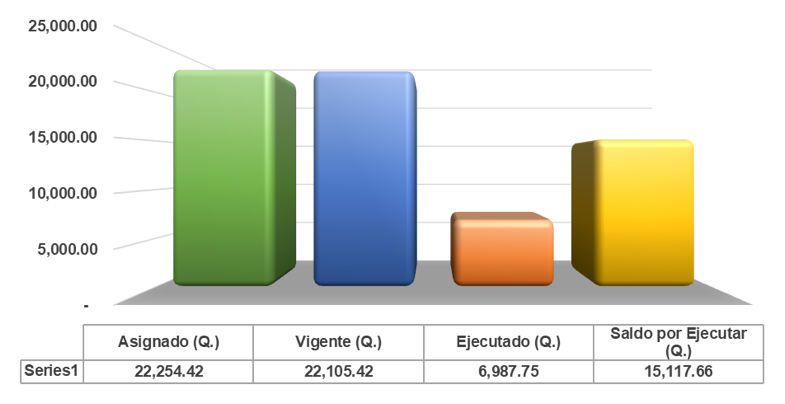 25,000.00
20,000.00
15,000.00
10,000.00
5,000.00
-
Asignado (Q.) Vigente (Q.) Ejecutado (Q.) Saldo por Ejecutar
(Q.)
Series1 22,254.42 22,105.42 6,987.75 15,117.66